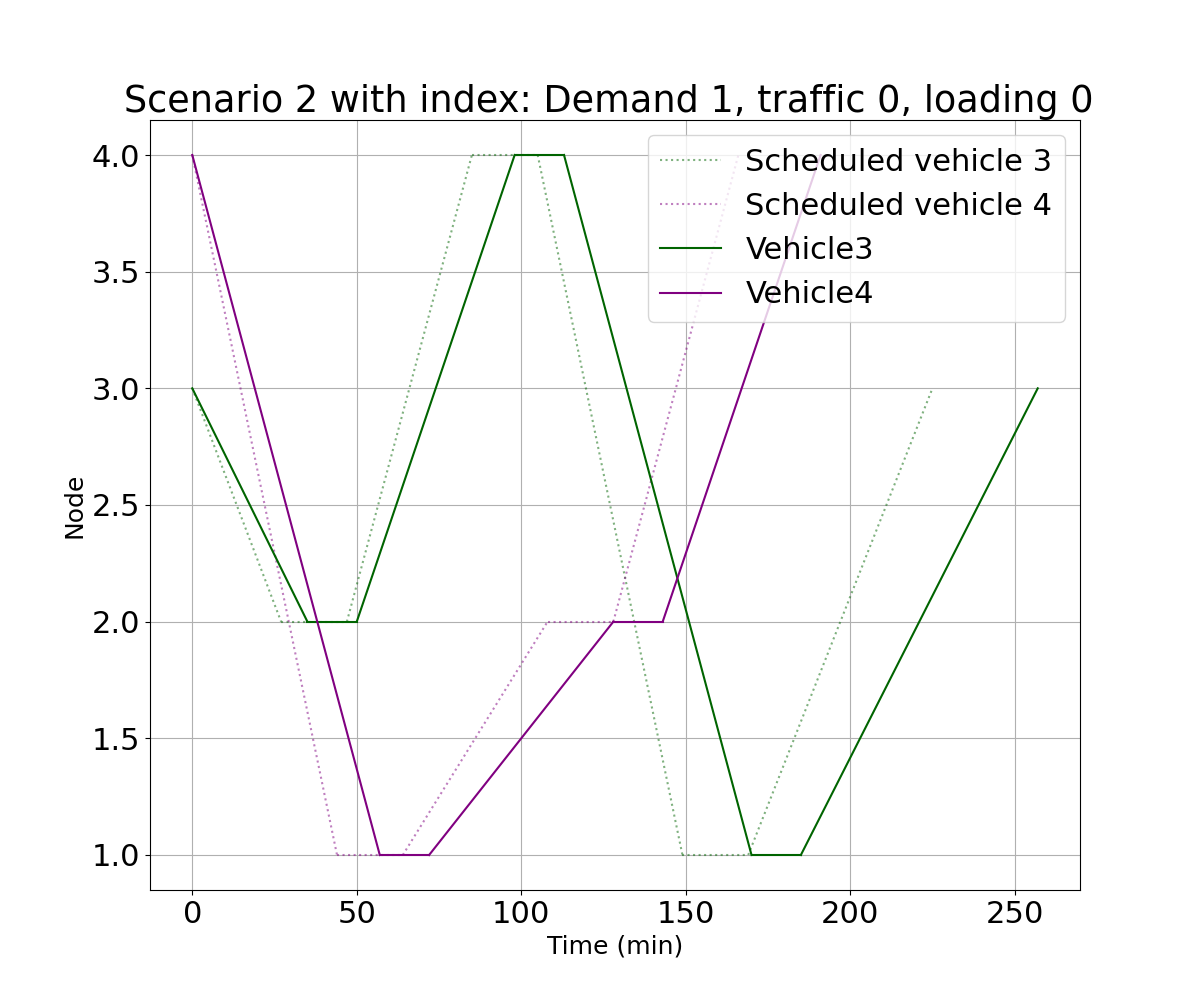 Scenario 2 with index: Demand 1, traffic 0, loading 0
Scheduled vehicle 3
Scheduled vehicle 4
Vehicle3
Vehicle4
4.0
3.5
3.0
2.5
2.0
1.5
1.0
Node
0 50 100 150 200 250
Time (min)